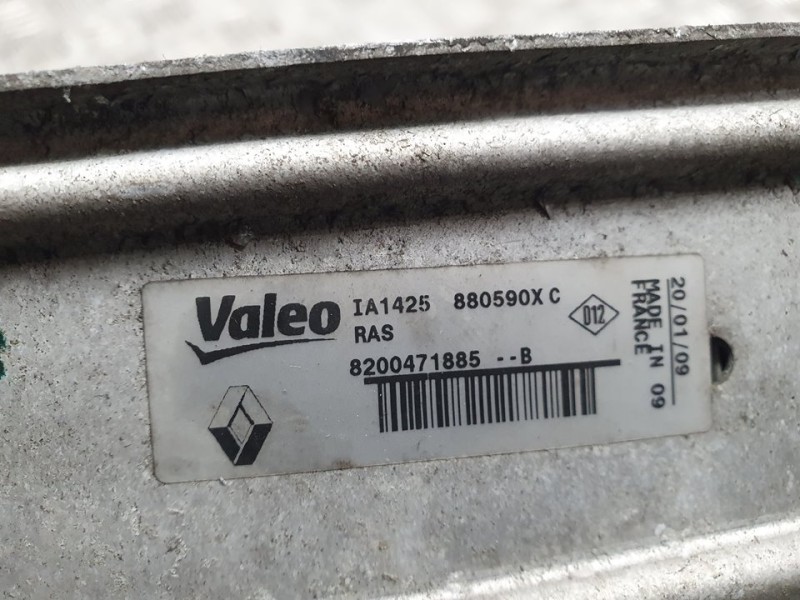 Valeo IA1425 880590X C D12
RAS
8200471885 --B
20/01/09
MADE IN 09
FRANCE